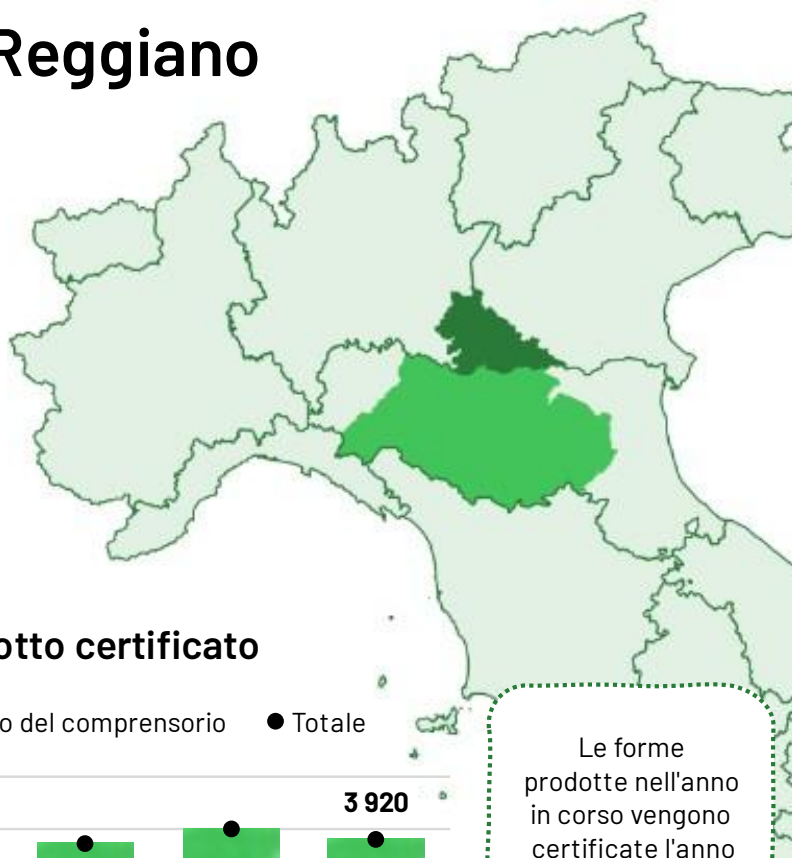 Reggiano
otto certificato
o del comprensorio
Totale
3 920
Le forme
prodotte nell'anno
in corso vengono
certificate l'anno